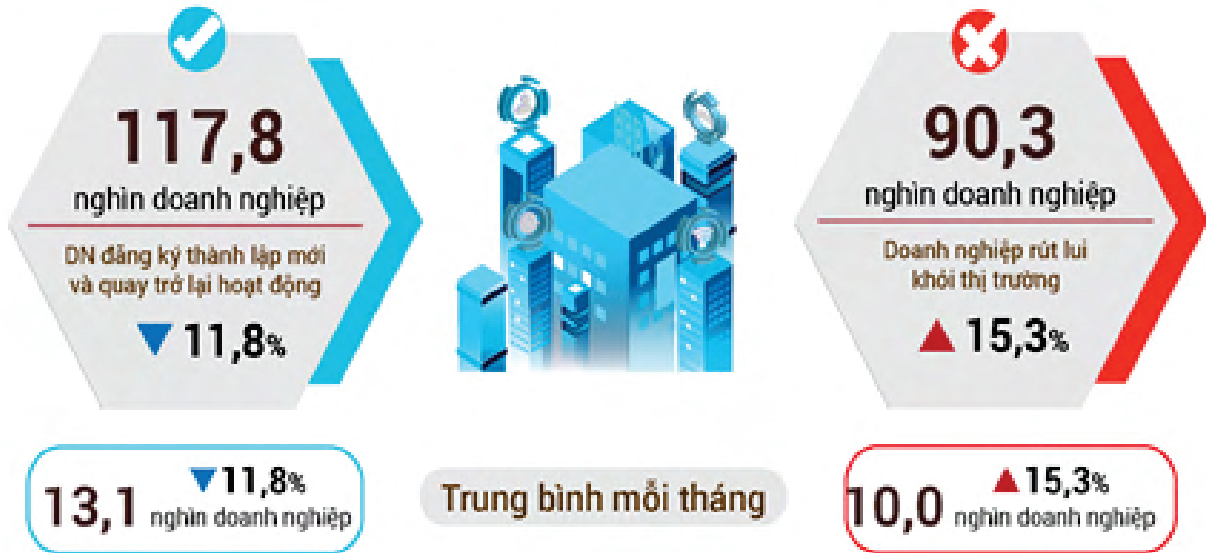 117,8
nghìn doanh nghiệp
DN đăng ký thành lập mới
và quay trở lại hoạt động
▼ 11,8%
90,3
nghìn doanh nghiệp
Doanh nghiệp rút lui
khỏi thị trường
▲ 15,3%
▼ 11,8%
13,1 nghìn doanh nghiệp
Trung bình mỗi tháng
▲ 15,3%
10,0 nghìn doanh nghiệp